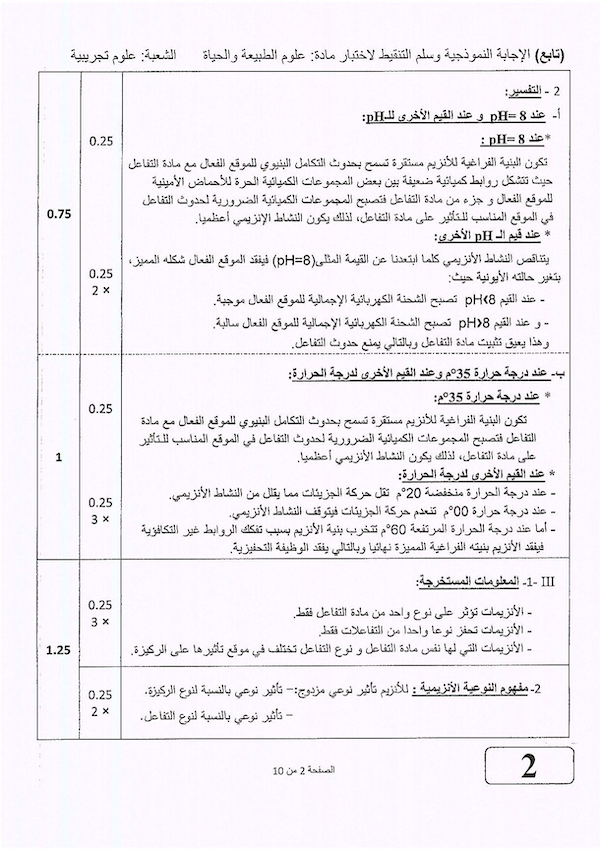 (تابع) الإجابة النموذجية وسلم التنقيط لاختبار مادة: علوم الطبيعة والحياة الشعبة: علوم تجريبية
2 - التفسير:
أ- عند pH= 8 و عند القيم الأخرى للـpH:
*عند pH= 8 :
0.25
تكون البنية الفراغية للأنزيم مستقرة تسمح بحدوث التكامل البنيوي للموقع الفعال مع مادة التفاعل
حيث تتشكل روابط كميائية ضعيفة بين بعض المجموعات الكميائية الحرة للأحماض الأمينية
للموقع الفعال و جزء من مادة التفاعل فتصبح المجموعات الكميائية الضرورية لحدوث التفاعل
في الموقع المناسب للتأثير على مادة التفاعل، لذلك يكون النشاط الإنزيمي أعظميا.
0.75
* عند قيم الـ pH الأخرى:
يتناقص النشاط الأنزيمي كلما ابتعدنا عن القيمة المثلى(pH=8) فيفقد الموقع الفعال شكله المميز،
بتغير حالته الأيونية حيث:
0.25
2 ×
- عند القيم pH<8 تصبح الشحنة الكهربائية الإجمالية للموقع الفعال موجبة.
- و عند القيم pH>8 تصبح الشحنة الكهربائية الإجمالية للموقع الفعال سالبة.
وهذا يعيق تثبيت مادة التفاعل وبالتالي يمنع حدوث التفاعل.
ب- عند درجة حرارة 35°م وعند القيم الأخرى لدرجة الحرارة:
* عند درجة حرارة 35°م:
0.25
تكون البنية الفراغية للأنزيم مستقرة تسمح بحدوث التكامل البنيوي للموقع الفعال مع مادة
التفاعل فتصبح المجموعات الكميائية الضرورية لحدوث التفاعل في الموقع المناسب للتأثير
على مادة التفاعل، لذلك يكون النشاط الأنزيمي أعظميا.
1
* عند القيم الأخرى لدرجة الحرارة:
- عند درجة الحرارة منخفضة 20°م تقل حركة الجزيئات مما يقلل من النشاط الأنزيمي.
- عند درجة حرارة 00°م تنعدم حركة الجزيئات فيتوقف النشاط الأنزيمي.
0.25
3 ×
- أما عند درجة الحرارة المرتفعة 60°م تتخرب بنية الأنزيم بسبب تفكك الروابط غير التكافؤية
فيفقد الأنزيم بنيته الفراغية المميزة نهائيا وبالتالي يفقد الوظيفة التحفيزية.
III -1- المعلومات المستخرجة:
0.25
3 ×
- الأنزيمات تؤثر على نوع واحد من مادة التفاعل فقط.
- الأنزيمات تحفز نوعا واحدا من التفاعلات فقط.
- الأنزيمات التي لها نفس مادة التفاعل و نوع التفاعل تختلف في موقع تأثيرها على الركيزة.
1.25
2- مفهوم النوعية الأنزيمية : للأنزيم تأثير نوعي مزدوج:– تأثير نوعي بالنسبة لنوع الركيزة.
– تأثير نوعي بالنسبة لنوع التفاعل.
0.25
2 ×
الصفحة 2 من 10
2